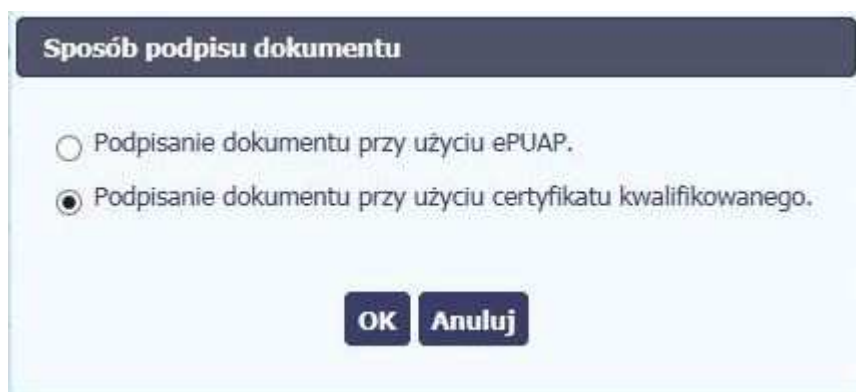 Sposób podpisu dokumentu
Podpisanie dokumentu przy użyciu ePUAP.
Podpisanie dokumentu przy użyciu certyfikatu kwalifikowanego.
OK Anuluj